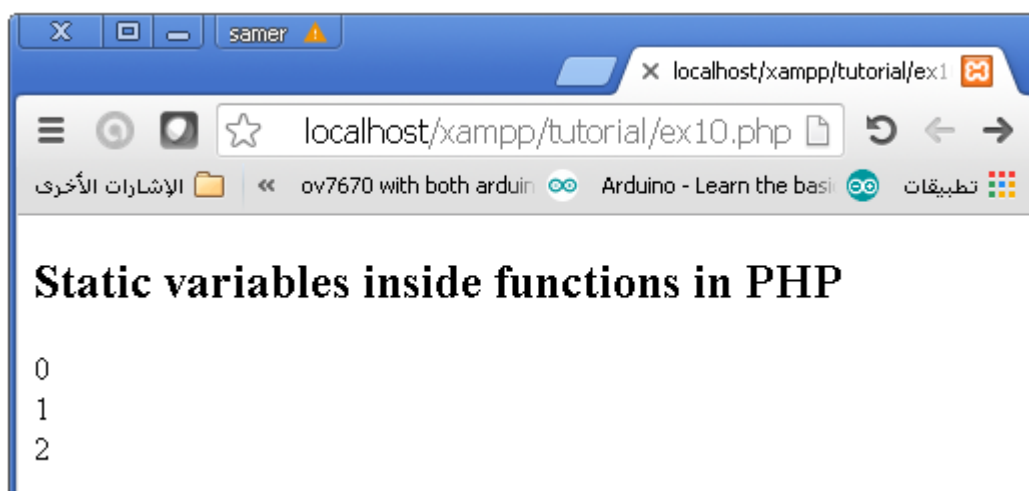 samer
localhost/xampp/tutorial/ex1
localhost/xampp/tutorial/ex10.php
تطبيقات Arduino - Learn the basi ov7670 with both arduin » الإشارات الأخرى
Static variables inside functions in PHP
0
1
2